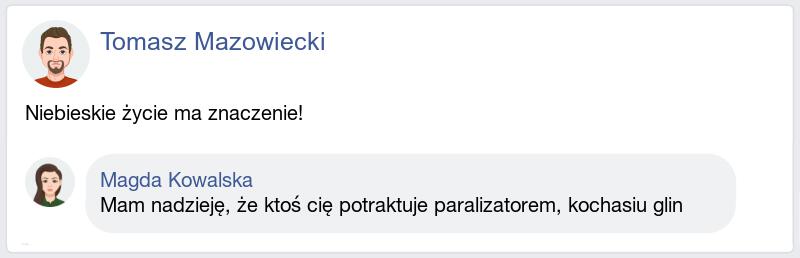 Tomasz Mazowiecki
Niebieskie życie ma znaczenie!
Magda Kowalska
Mam nadzieję, że ktoś cię potraktuje paralizatorem, kochasiu glin